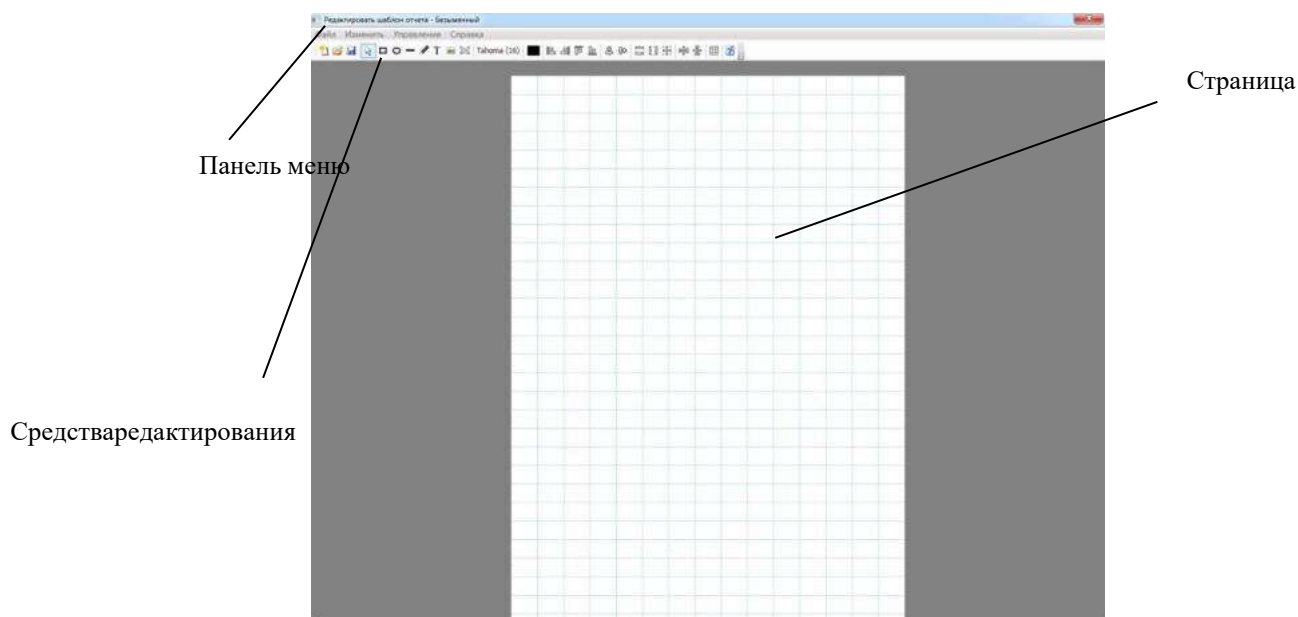 Редактировать шаблон отчета - Безымянный
Файл Изменить Управление Справка
T Tahoma (16)
Страница
Панель меню
Средстваредактирования